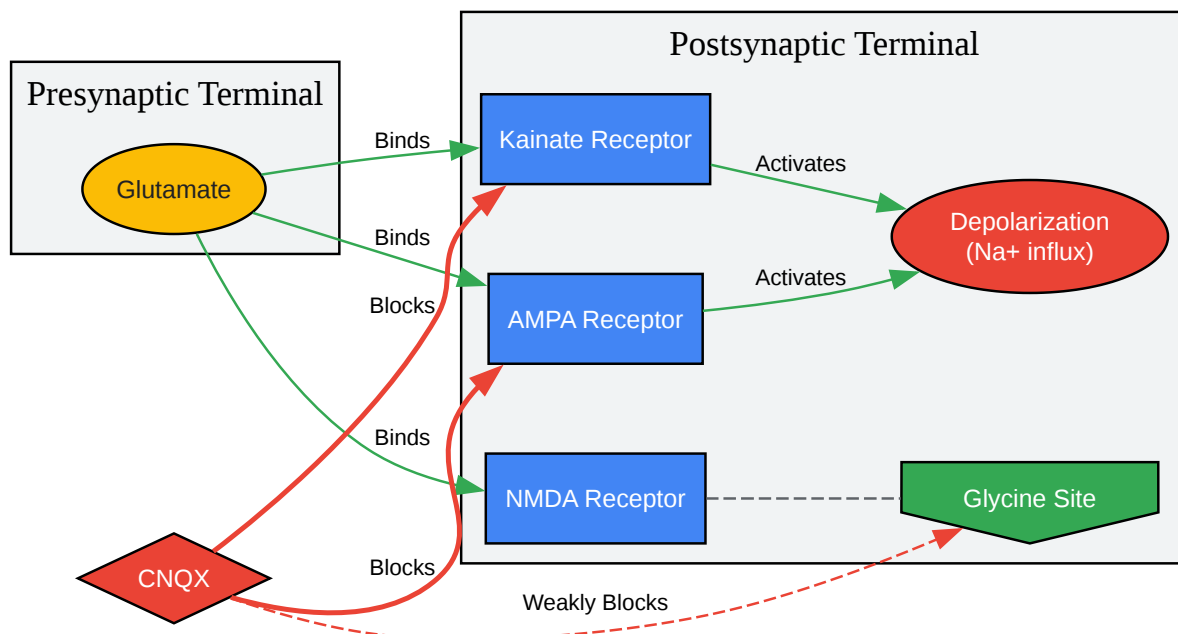 Postsynaptic Terminal
Presynaptic Terminal
Binds
Kainate Receptor
Activates
Glutamate
Depolarization
(Na+ influx)
Binds
Activates
Blocks
AMPA Receptor
Binds
NMDA Receptor
Glycine Site
Blocks
CNQX
Weakly Blocks